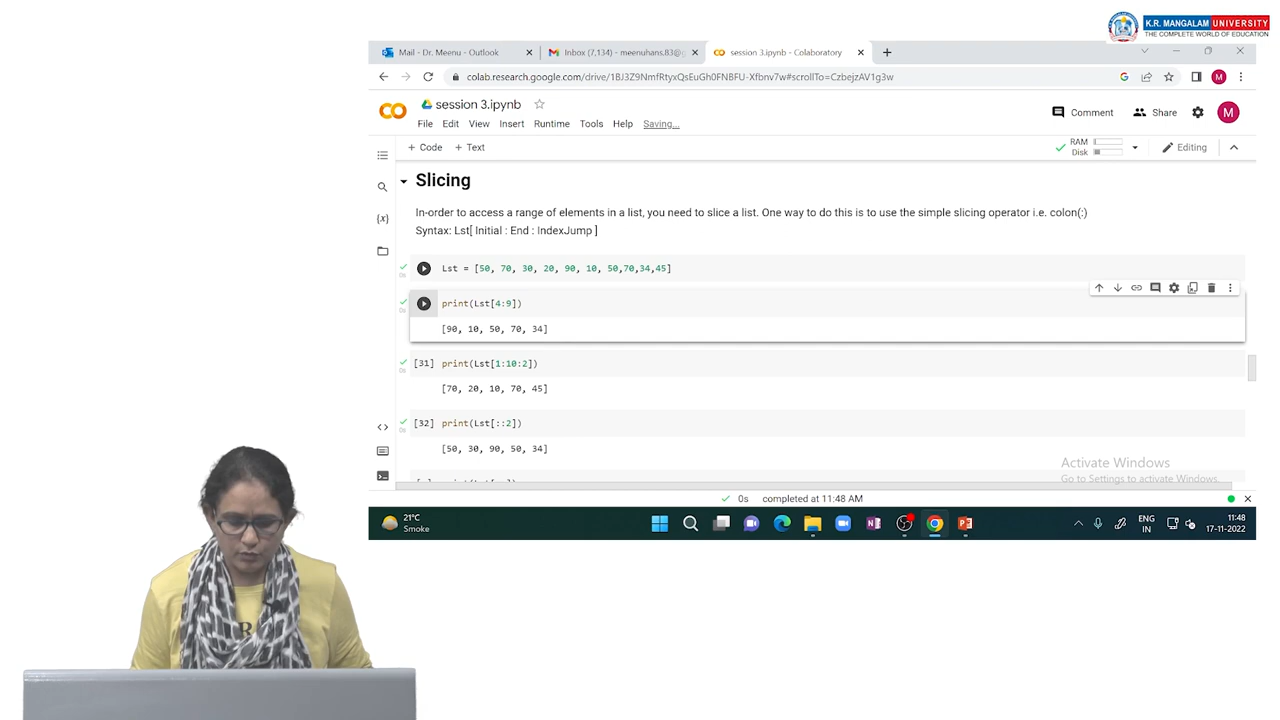 K.R. MANGALAM UNIVERSITY
THE COMPLETE WORLD OF EDUCATION
Mail - Dr. Meenu - Outlook
Inbox (7,134) - meenuhans.83@g
session 3.ipynb - Colaboratory
colab.research.google.com/drive/1BJ3Z9NmfRtyxQsEuGh0FNBFU-Xfbnv7w#scrollTo=CzbejzAV1g3w
M
session 3.ipynb
Comment
Share
M
File Edit View Insert Runtime Tools Help Saving...
+ Code + Text
RAM
Disk
Editing
Slicing
In-order to access a range of elements in a list, you need to slice a list. One way to do this is to use the simple slicing operator i.e. colon(:)
Syntax: Lst[ Initial : End : IndexJump ]
0s
Lst = [50, 70, 30, 20, 90, 10, 50,70,34,45]
0s
print(Lst[4:9])
[90, 10, 50, 70, 34]
0s
[31] print(Lst[1:10:2])
[70, 20, 10, 70, 45]
0s
[32] print(Lst[::2])
[50, 30, 90, 50, 34]
Activate Windows
Go to Settings to activate Windows.
0s completed at 11:48 AM
21°C
Smoke
ENG
IN
11:48
17-11-2022